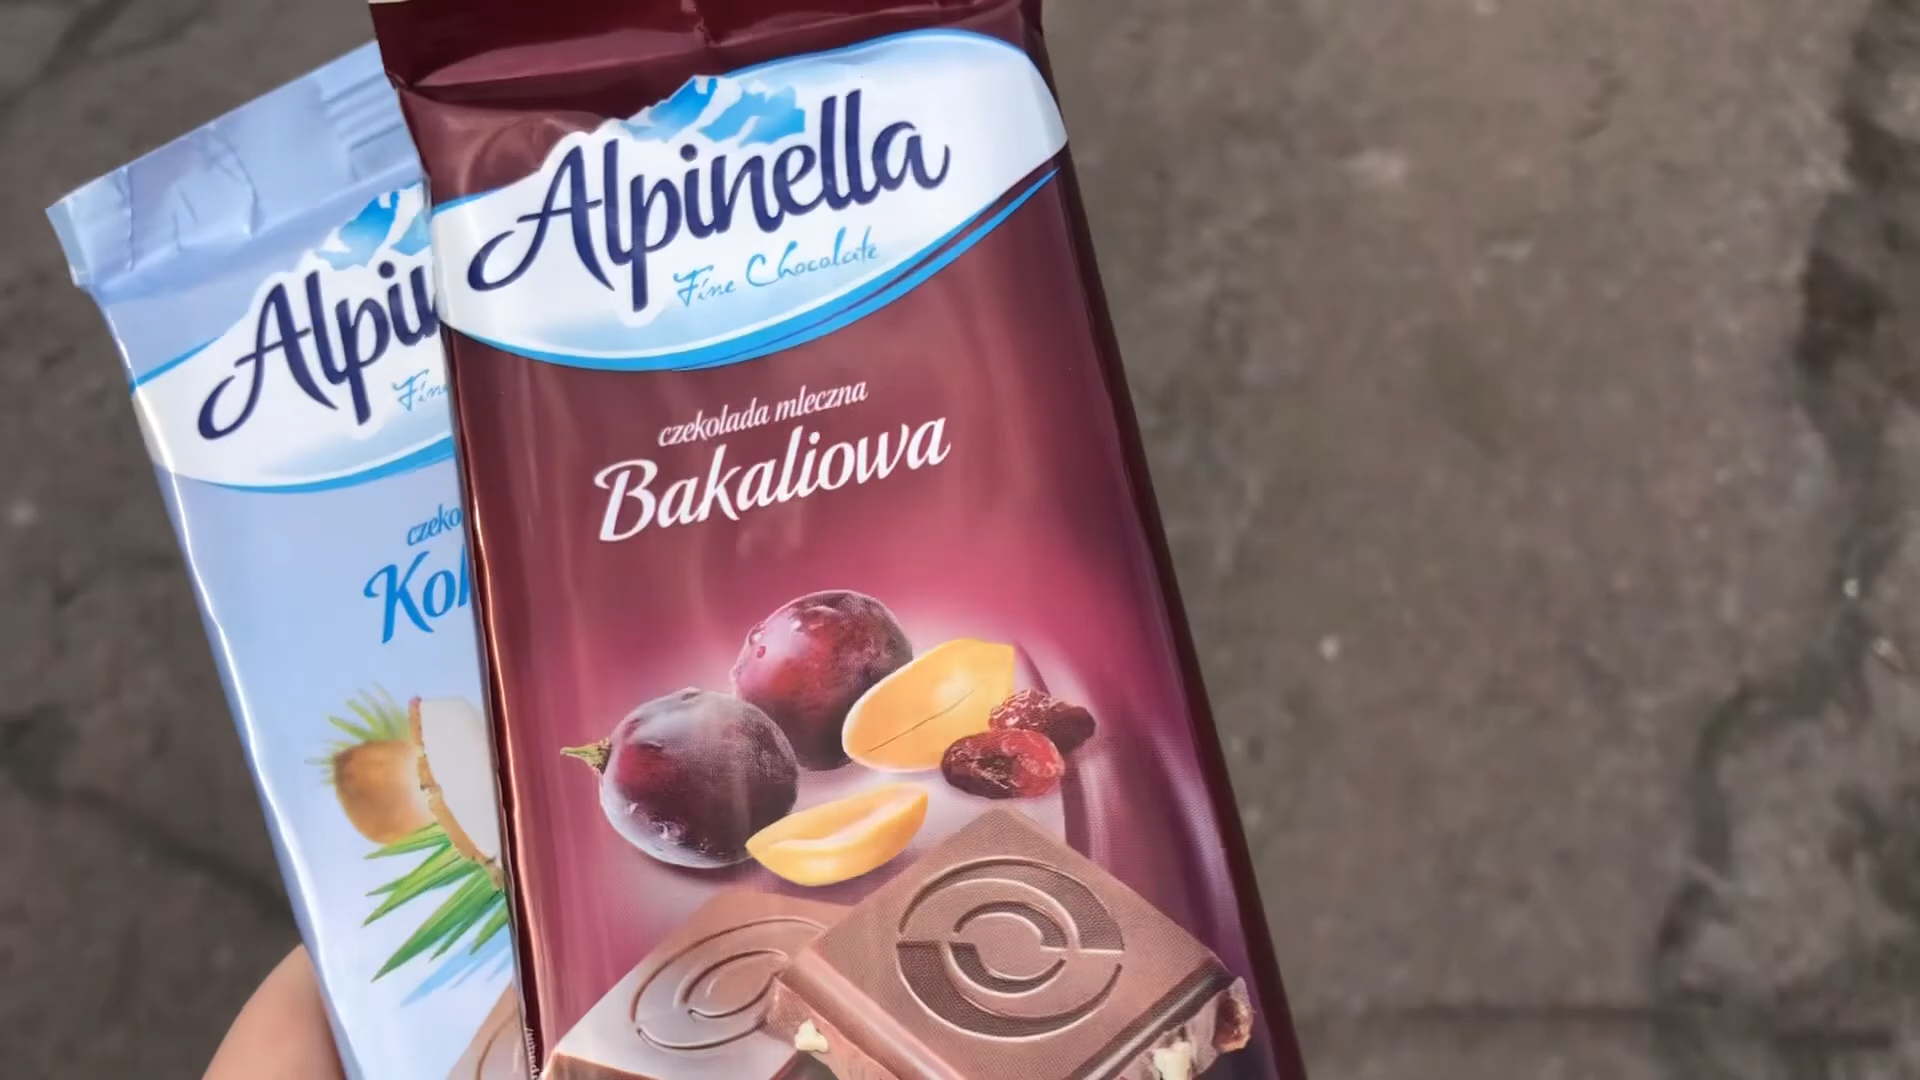 Alpinella
Fine Chocolate
czekolada mleczna
Bakaliowa
Alpin
Fine
czeko
Kok